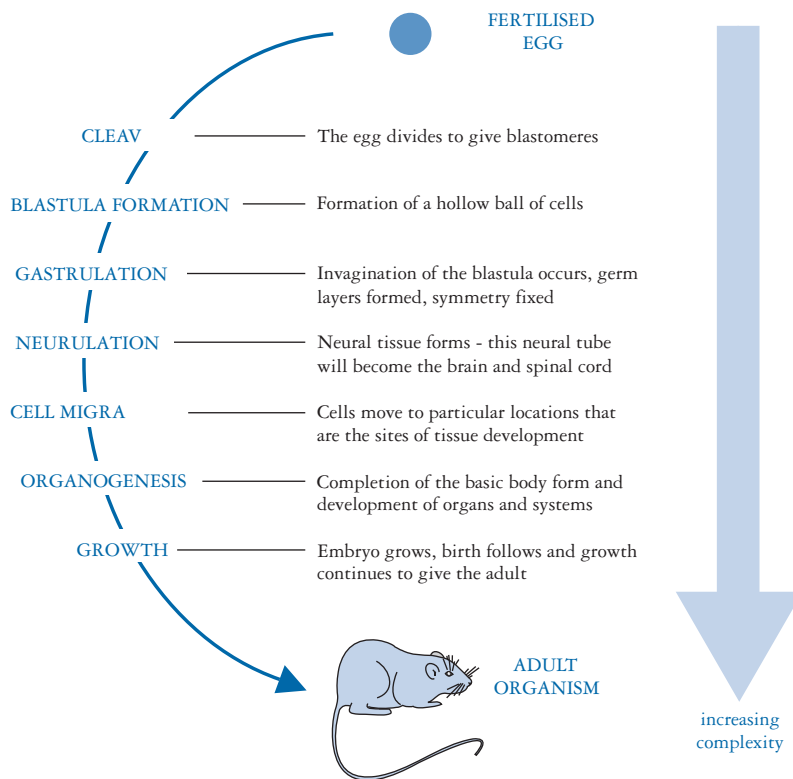 FERTILISED
EGG
CLEAV
The egg divides to give blastomeres
BLASTULA FORMATION
Formation of a hollow ball of cells
GASTRULATION
Invagination of the blastula occurs, germ
layers formed, symmetry fixed
NEURULATION
Neural tissue forms - this neural tube
will become the brain and spinal cord
CELL MIGRA
Cells move to particular locations that
are the sites of tissue development
ORGANOGENESIS
Completion of the basic body form and
development of organs and systems
GROWTH
Embryo grows, birth follows and growth
continues to give the adult
ADULT
ORGANISM
increasing
complexity